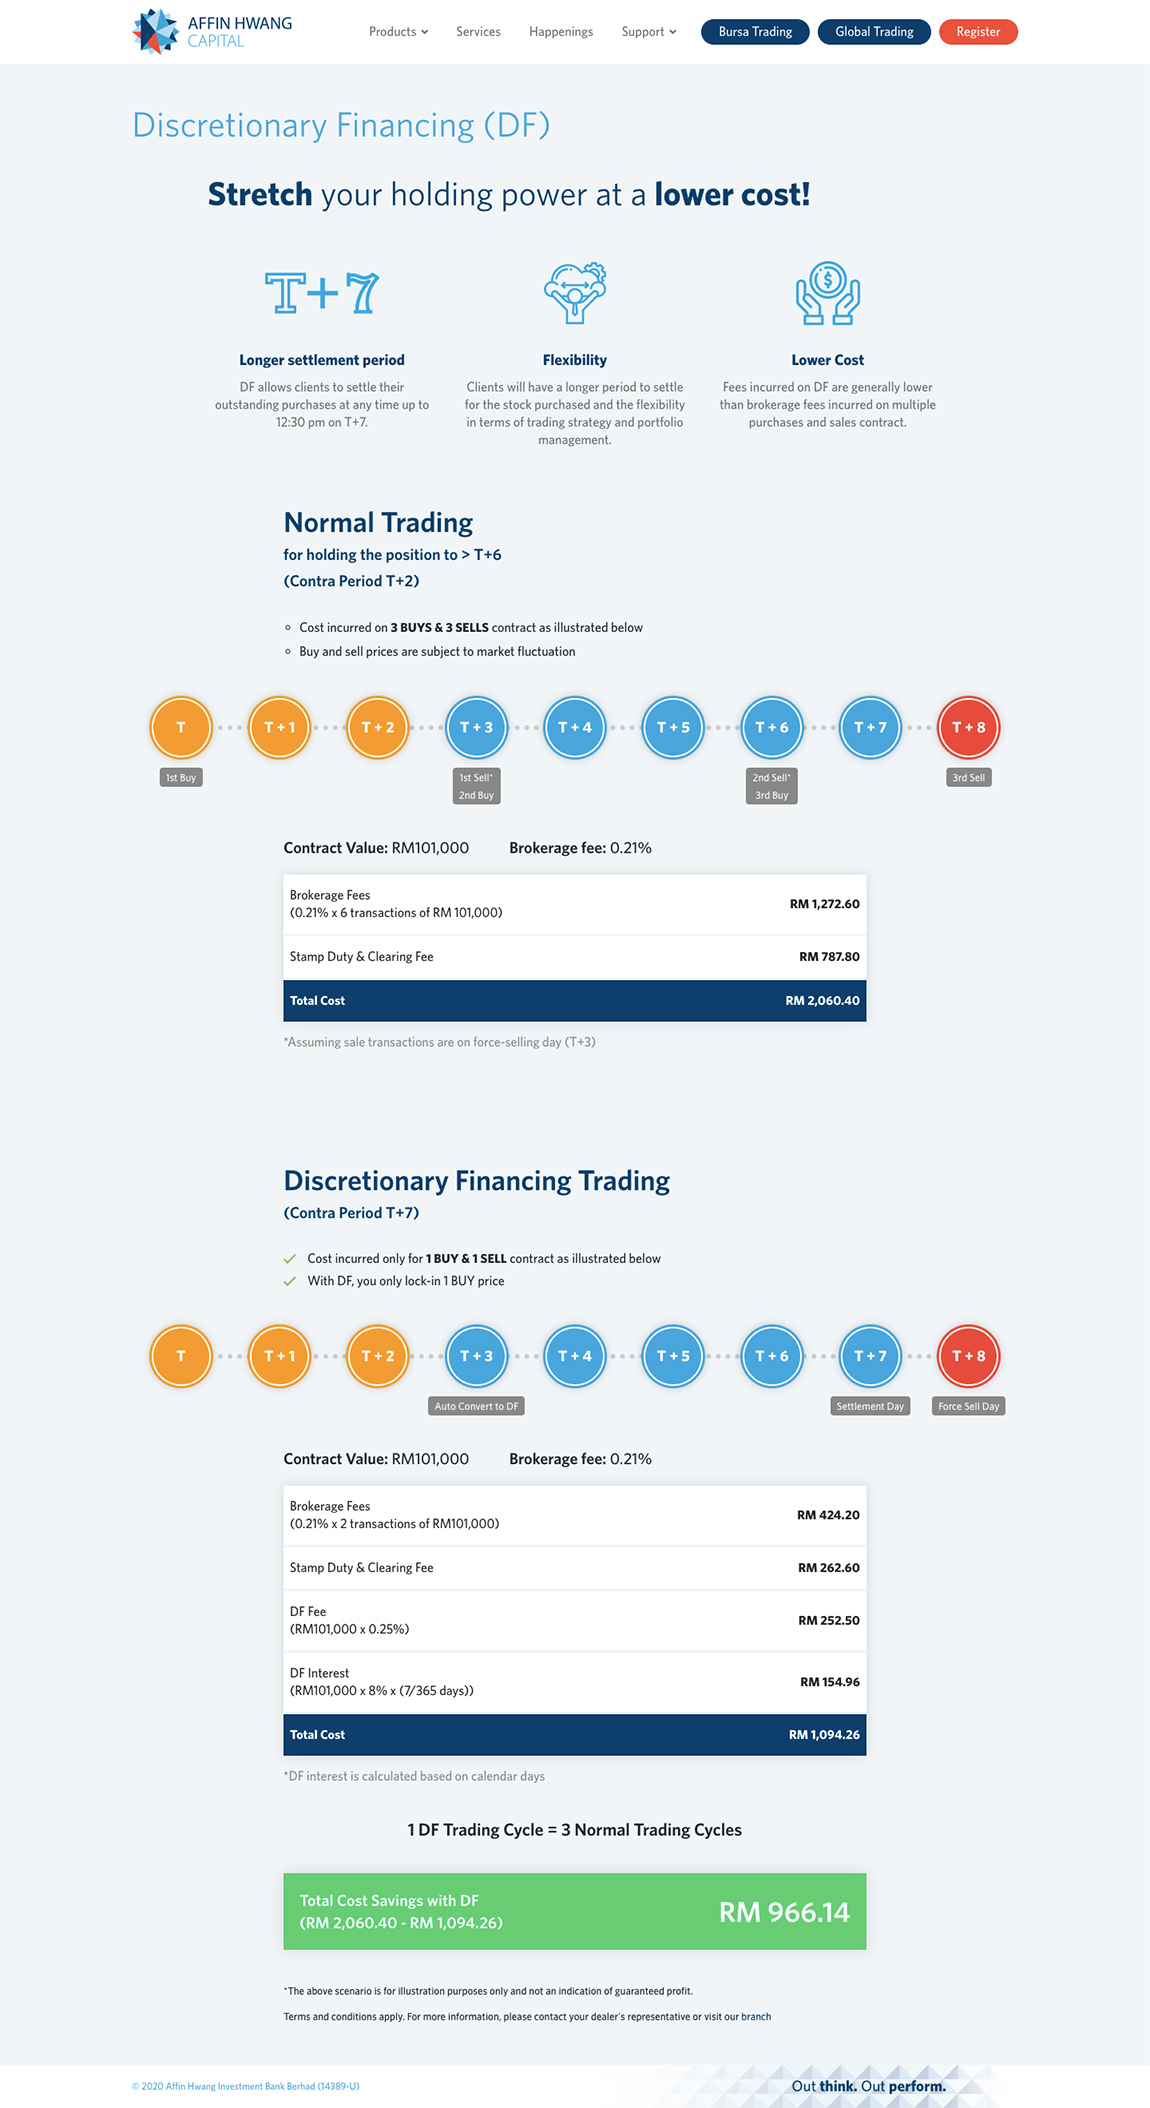 AFFIN HWANG
CAPITAL
Products
Services
Happenings
Support
Bursa Trading
Global Trading
Register
Discretionary Financing (DF)
Stretch your holding power at a lower cost!
T+7
Longer settlement period
DF allows clients to settle their
outstanding purchases at any time up to
12:30 pm on T+7.
Flexibility
Clients will have a longer period to settle
for the stock purchased and the flexibility
in terms of trading strategy and portfolio
management.
Lower Cost
Fees incurred on DF are generally lower
than brokerage fees incurred on multiple
purchases and sales contract.
Normal Trading
for holding the position to > T+6
(Contra Period T+2)
Cost incurred on 3 BUYS & 3 SELLS contract as illustrated below
Buy and sell prices are subject to market fluctuation
T
T + 1
T + 2
T + 3
T + 4
T + 5
T + 6
T + 7
T + 8
1st Buy
1st Sell*
2nd Buy
2nd Sell*
3rd Buy
3rd Sell
Contract Value: RM101,000
Brokerage fee: 0.21%
Brokerage Fees
(0.21% x 6 transactions of RM 101,000)
RM 1,272.60
Stamp Duty & Clearing Fee
RM 787.80
Total Cost
RM 2,060.40
*Assuming sale transactions are on force-selling day (T+3)
Discretionary Financing Trading
(Contra Period T+7)
Cost incurred only for 1 BUY & 1 SELL contract as illustrated below
With DF, you only lock-in 1 BUY price
T
T + 1
T + 2
T + 3
T + 4
T + 5
T + 6
T + 7
T + 8
Auto Convert to DF
Settlement Day
Force Sell Day
Contract Value: RM101,000
Brokerage fee: 0.21%
Brokerage Fees
(0.21% x 2 transactions of RM101,000)
RM 424.20
Stamp Duty & Clearing Fee
RM 262.60
DF Fee
(RM101,000 x 0.25%)
RM 252.50
DF Interest
(RM101,000 x 8% x (7/365 days))
RM 154.96
Total Cost
RM 1,094.26
*DF interest is calculated based on calendar days
1 DF Trading Cycle = 3 Normal Trading Cycles
Total Cost Savings with DF
(RM 2,060.40 - RM 1,094.26)
RM 966.14
*The above scenario is for illustration purposes only and not an indication of guaranteed profit.
Terms and conditions apply. For more information, please contact your dealer's representative or visit our branch
© 2020 Affin Hwang Investment Bank Berhad (14389-U)
Out think. Out perform.